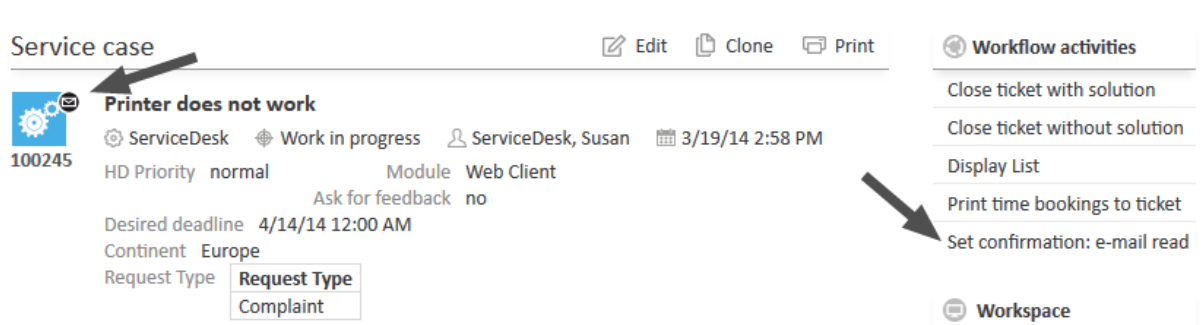 Service case
Edit Clone Print
Printer does not work
100245
ServiceDesk Work in progress ServiceDesk, Susan 3/19/14 2:58 PM
HD Priority normal Module Web Client
Ask for feedback no
Desired deadline 4/14/14 12:00 AM
Continent Europe
Request Type Request Type
Complaint
Workflow activities
Close ticket with solution
Close ticket without solution
Display List
Print time bookings to ticket
Set confirmation: e-mail read
Workspace